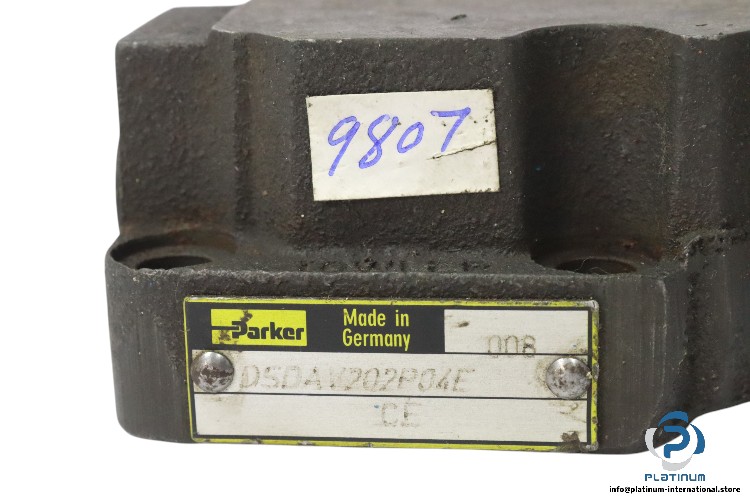 9807
Parker
Made in
Germany
008
DSDAV202P04E
CE
PLATINUM
info@platinum-international.store